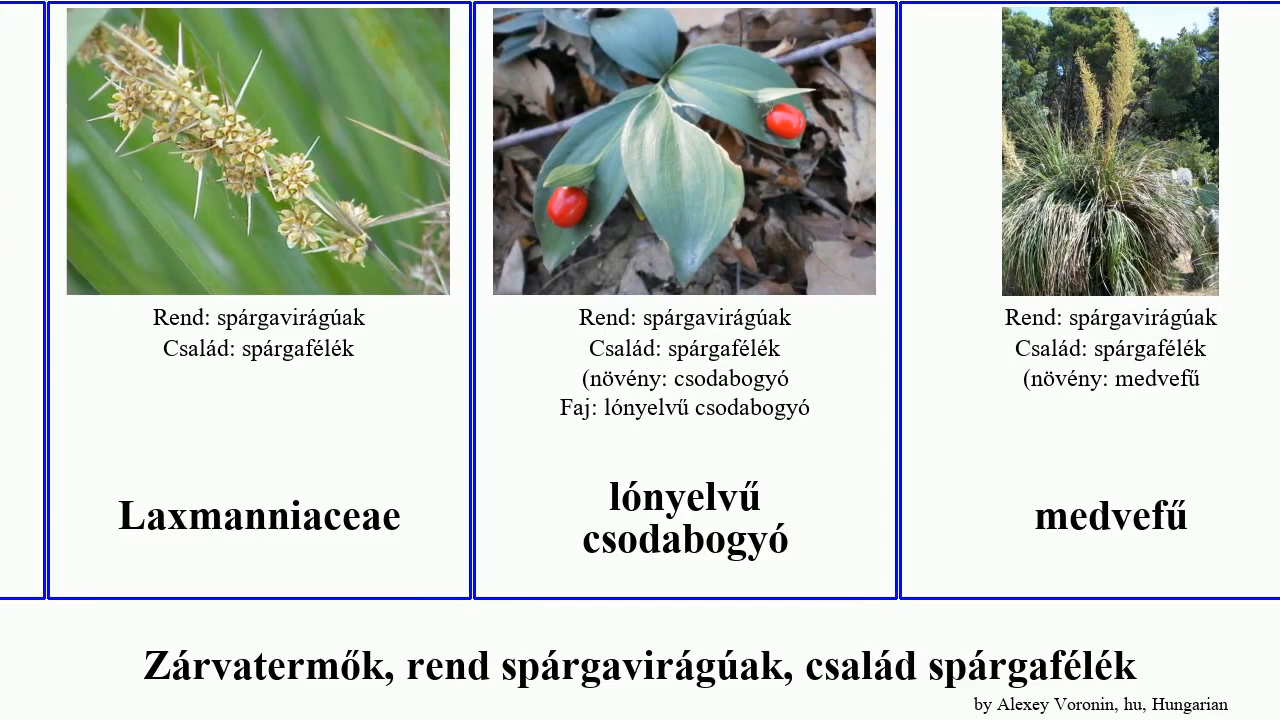 Rend: spárgavirágúak
Család: spárgafélék
Laxmanniaceae
Rend: spárgavirágúak
Család: spárgafélék
(növény: csodabogyó
Faj: lónyelvű csodabogyó
lónyelvű
csodabogyó
Rend: spárgavirágúak
Család: spárgafélék
(növény: medvefű
medvefű
Zárvatermők, rend spárgavirágúak, család spárgafélék
by Alexey Voronin, hu, Hungarian